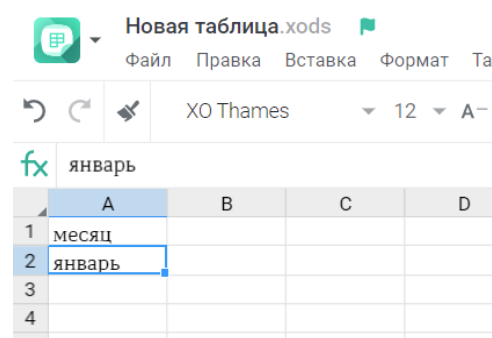 Новая таблица.xods
Файл Правка Вставка Формат Та
XO Thames 12 A−
fx январь
A B C D
1 месяц
2 январь
3
4